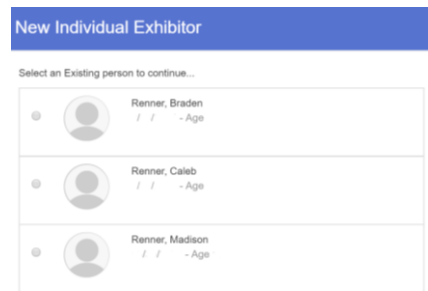 New Individual Exhibitor
Select an Existing person to continue...
Renner, Braden
/ / - Age
Renner, Caleb
/ / - Age
Renner, Madison
/ / - Age